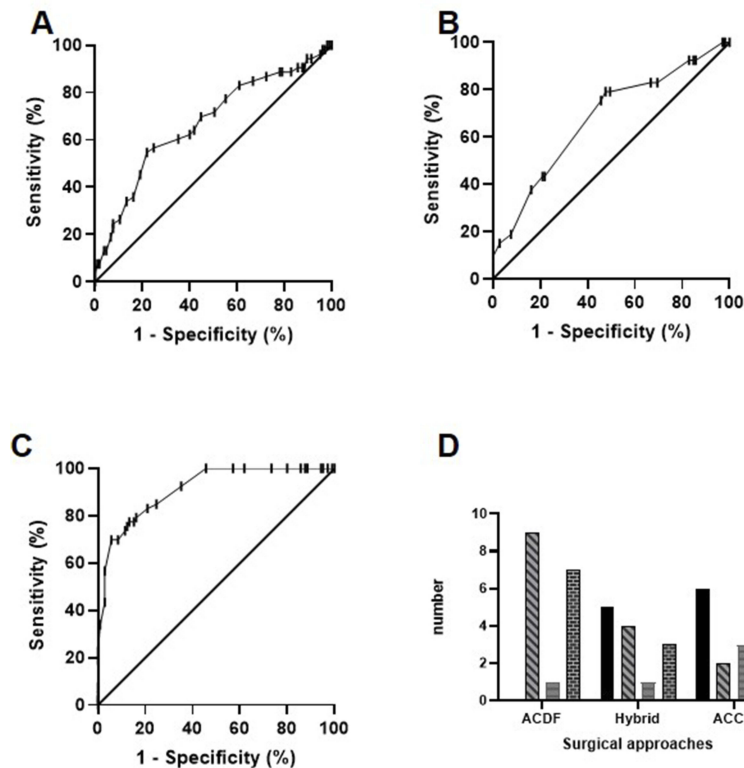 A
Sensitivity (%)
100
80
60
40
20
0
0 20 40 60 80 100
1 - Specificity (%)
B
Sensitivity (%)
100
80
60
40
20
0
0 20 40 60 80 100
1 - Specificity (%)
C
Sensitivity (%)
100
80
60
40
20
0
0 20 40 60 80 100
1 - Specificity (%)
D
number
10
8
6
4
2
0
ACDF Hybrid ACC
Surgical approaches